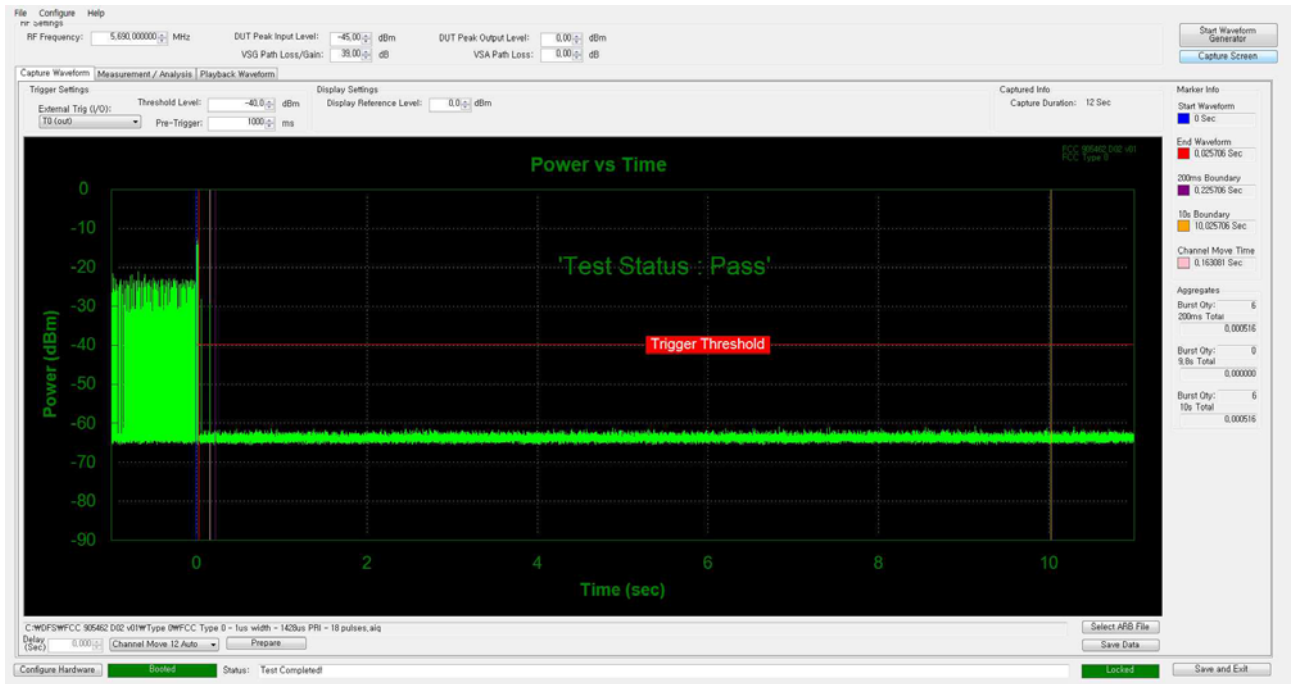 File Configure Help
RF Settings
RF Frequency: 5,690,000000 MHz DUT Peak Input Level: -45,00 dBm DUT Peak Output Level: 0,00 dBm
VSG Path Loss/Gain: 39,00 dB VSA Path Loss: 0,00 dB
Start Waveform Generator
Capture Screen
Capture Waveform Measurement / Analysis Playback Waveform
Trigger Settings
External Trig (I/O): Threshold Level: -40,0 dBm
T0 (out) Pre-Trigger: 1000 ms
Display Settings
Display Reference Level: 0,0 dBm
Captured Info
Capture Duration: 12 Sec
Marker Info
Start Waveform
0 Sec
End Waveform
0,025706 Sec
200ms Boundary
0,225706 Sec
10s Boundary
10,025706 Sec
Channel Move Time
0,163081 Sec
Aggregates
Burst Qty: 6
200ms Total
0,000516
Burst Qty: 0
9,8s Total
0,000000
Burst Qty: 6
10s Total
0,000516
FCC 905462 D02 v01
FCC Type 0
Power vs Time
'Test Status : Pass'
Trigger Threshold
Power (dBm)
0
-10
-20
-30
-40
-50
-60
-70
-80
-90
0 2 4 6 8 10
Time (sec)
C:₩DFS₩FCC 905462 D02 v01₩Type 0₩FCC Type 0 - 1us width - 1428us PRI - 18 pulses,aiq
Select ARB File
Delay (Sec) 0,000 Channel Move 12 Auto Prepare
Save Data
Configure Hardware Booted Status: Test Completed! Locked Save and Exit